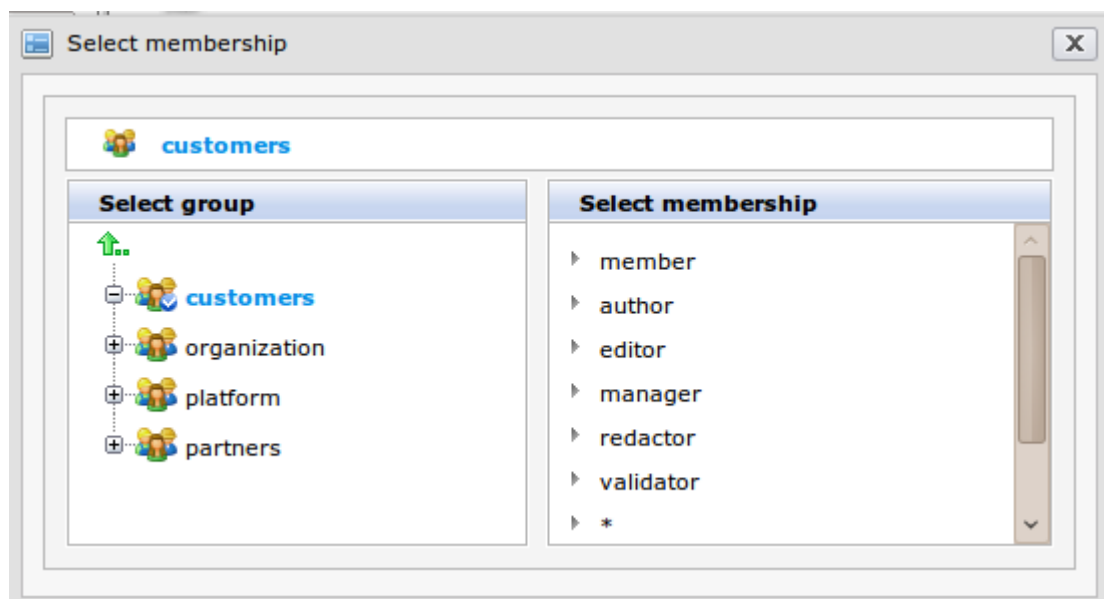 Select membership
customers
Select group
customers
organization
platform
partners
Select membership
member
author
editor
manager
redactor
validator
*